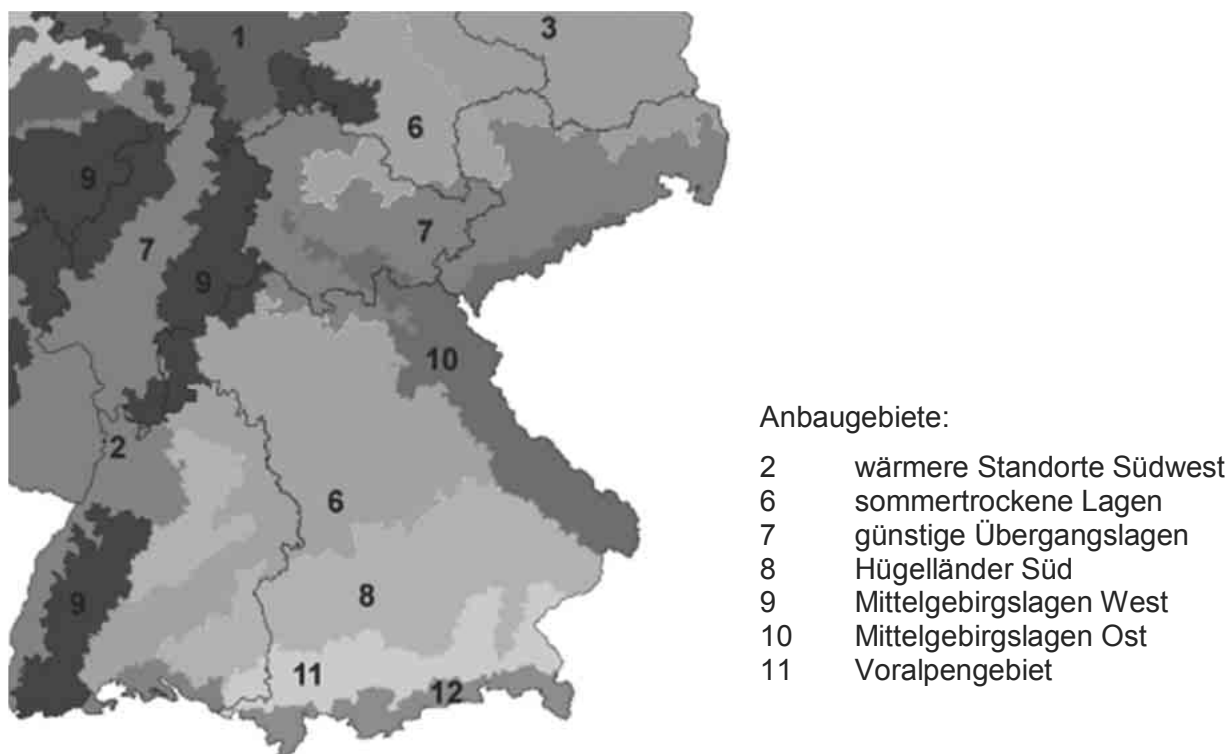 1
3
6
9
7
7
9
10
2
6
9
8
11
12
Anbaugebiete:
2 wärmere Standorte Südwest
6 sommertrockene Lagen
7 günstige Übergangslagen
8 Hügelländer Süd
9 Mittelgebirgslagen West
10 Mittelgebirgslagen Ost
11 Voralpengebiet